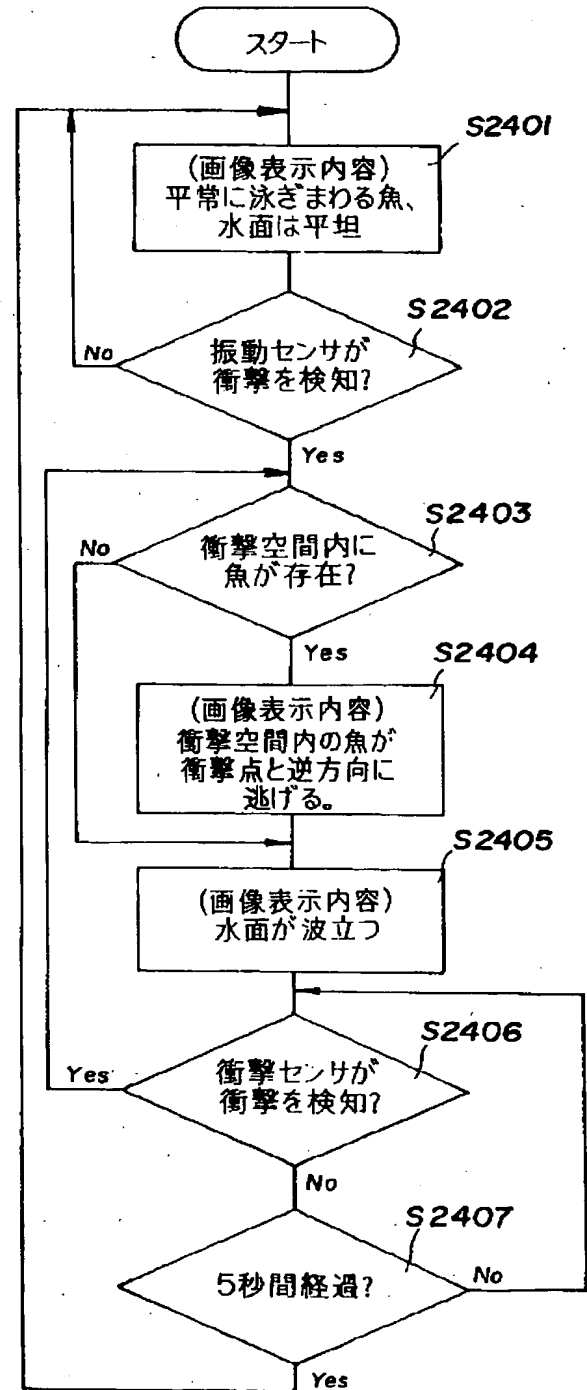 スタート
S2401
(画像表示内容)
平常に泳ぎまわる魚、
水面は平坦
S2402
振動センサが
衝撃を検知?
No
Yes
S2403
衝撃空間内に
魚が存在?
No
Yes
S2404
(画像表示内容)
衝撃空間内の魚が
衝撃点と逆方向に
逃げる。
S2405
(画像表示内容)
水面が波立つ
S2406
衝撃センサが
衝撃を検知?
Yes
No
S2407
5秒間経過?
No
Yes